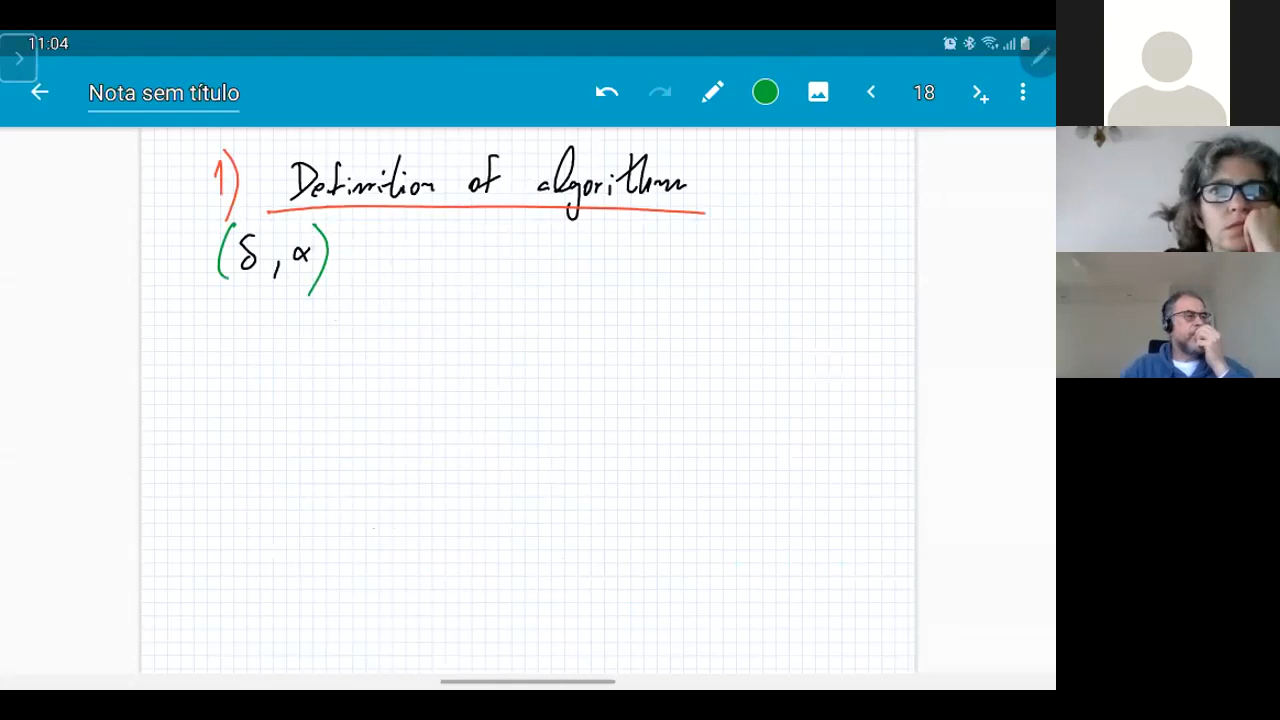 11:04
Nota sem título
18
1) Definition of algorithm
(δ, α)